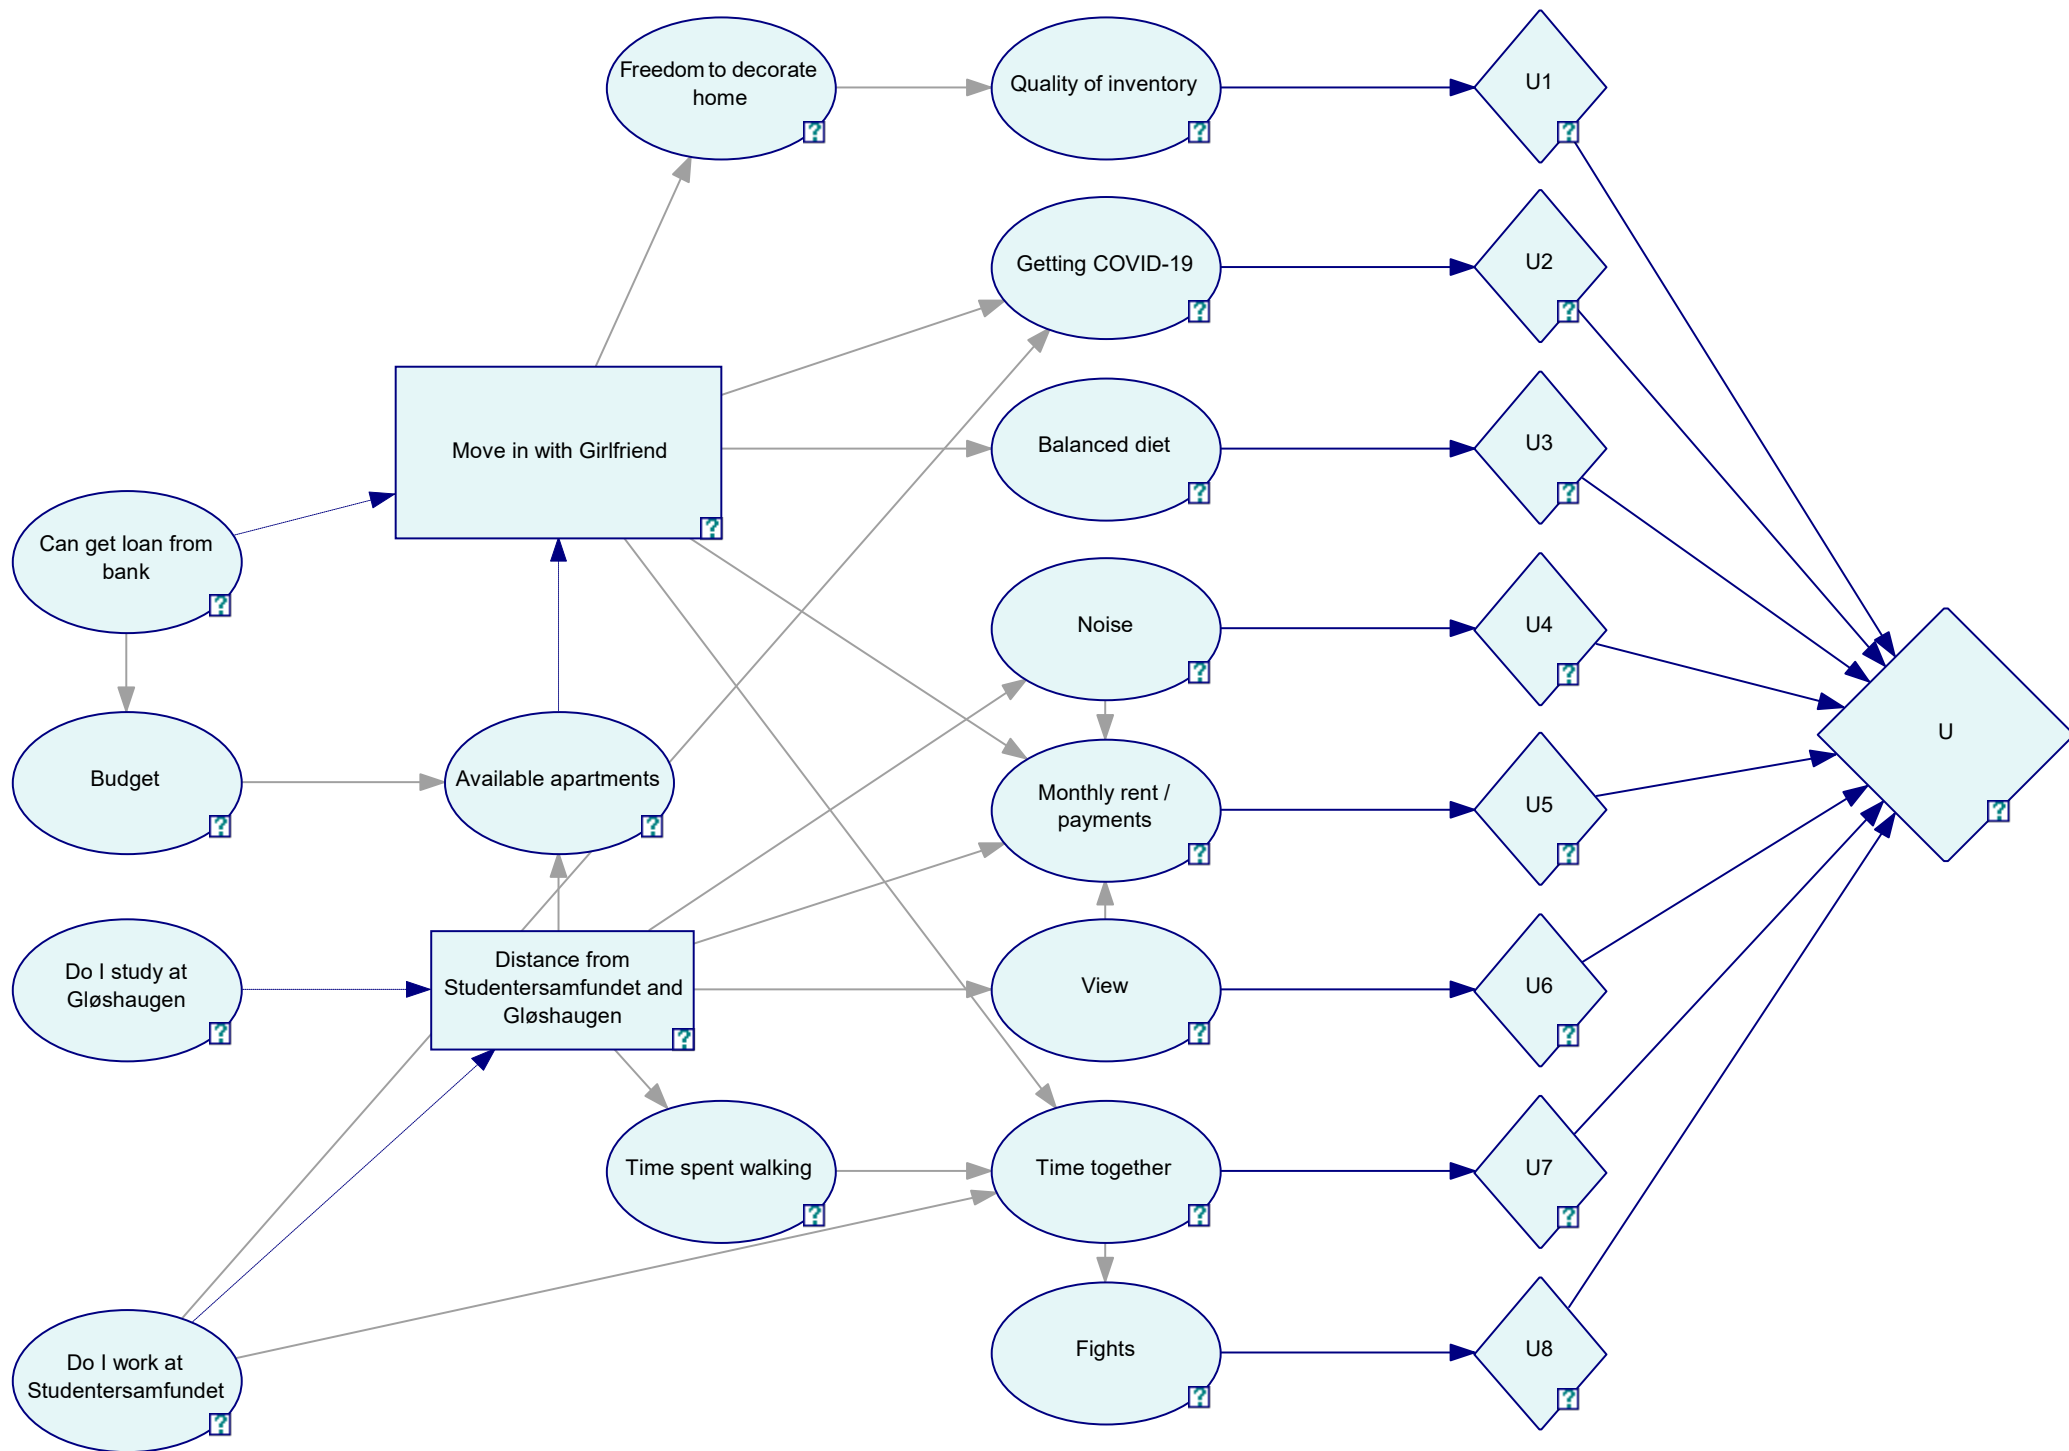 Freedom to decorate
home
Quality of inventory
U1
Getting COVID-19
U2
Move in with Girlfriend
Balanced diet
U3
Can get loan from
bank
Noise
U4
Budget
Available apartments
Monthly rent /
payments
U5
U
Do I study at
Gløshaugen
Distance from
Studentersamfundet and
Gløshaugen
View
U6
Time spent walking
Time together
U7
Do I work at
Studentersamfundet
Fights
U8